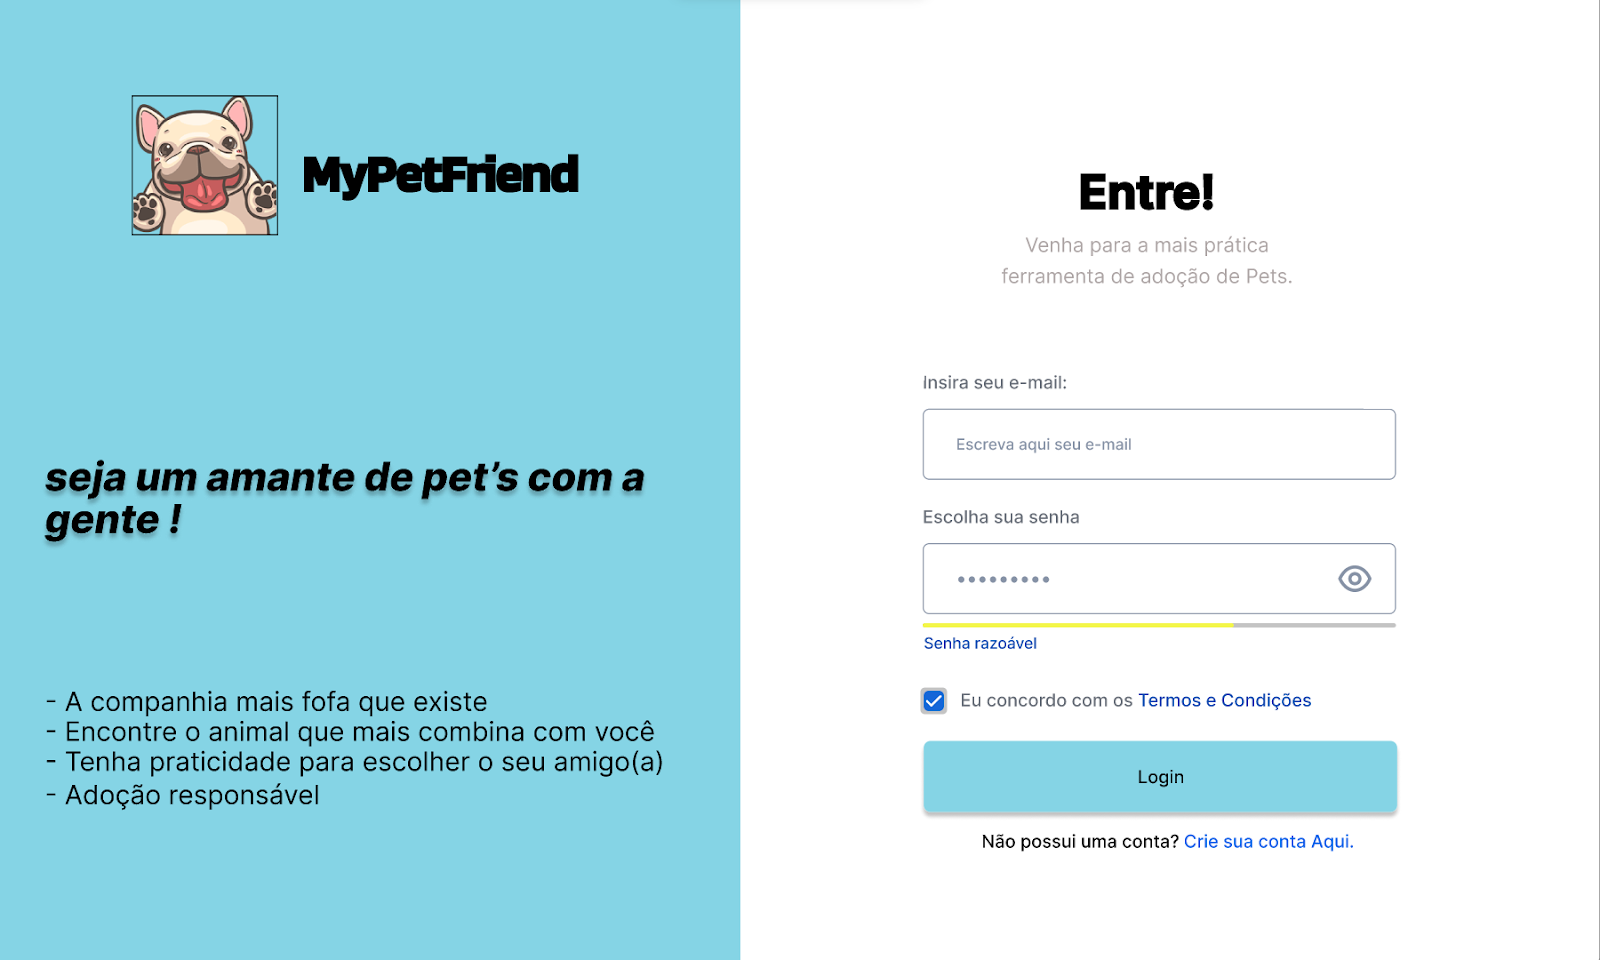 MyPetFriend
seja um amante de pet’s com a
gente !
- A companhia mais fofa que existe
- Encontre o animal que mais combina com você
- Tenha praticidade para escolher o seu amigo(a)
- Adoção responsável
Entre!
Venha para a mais prática
ferramenta de adoção de Pets.
Insira seu e-mail:
Escreva aqui seu e-mail
Escolha sua senha
•••••••••
Senha razoável
Eu concordo com os Termos e Condições
Login
Não possui uma conta? Crie sua conta Aqui.